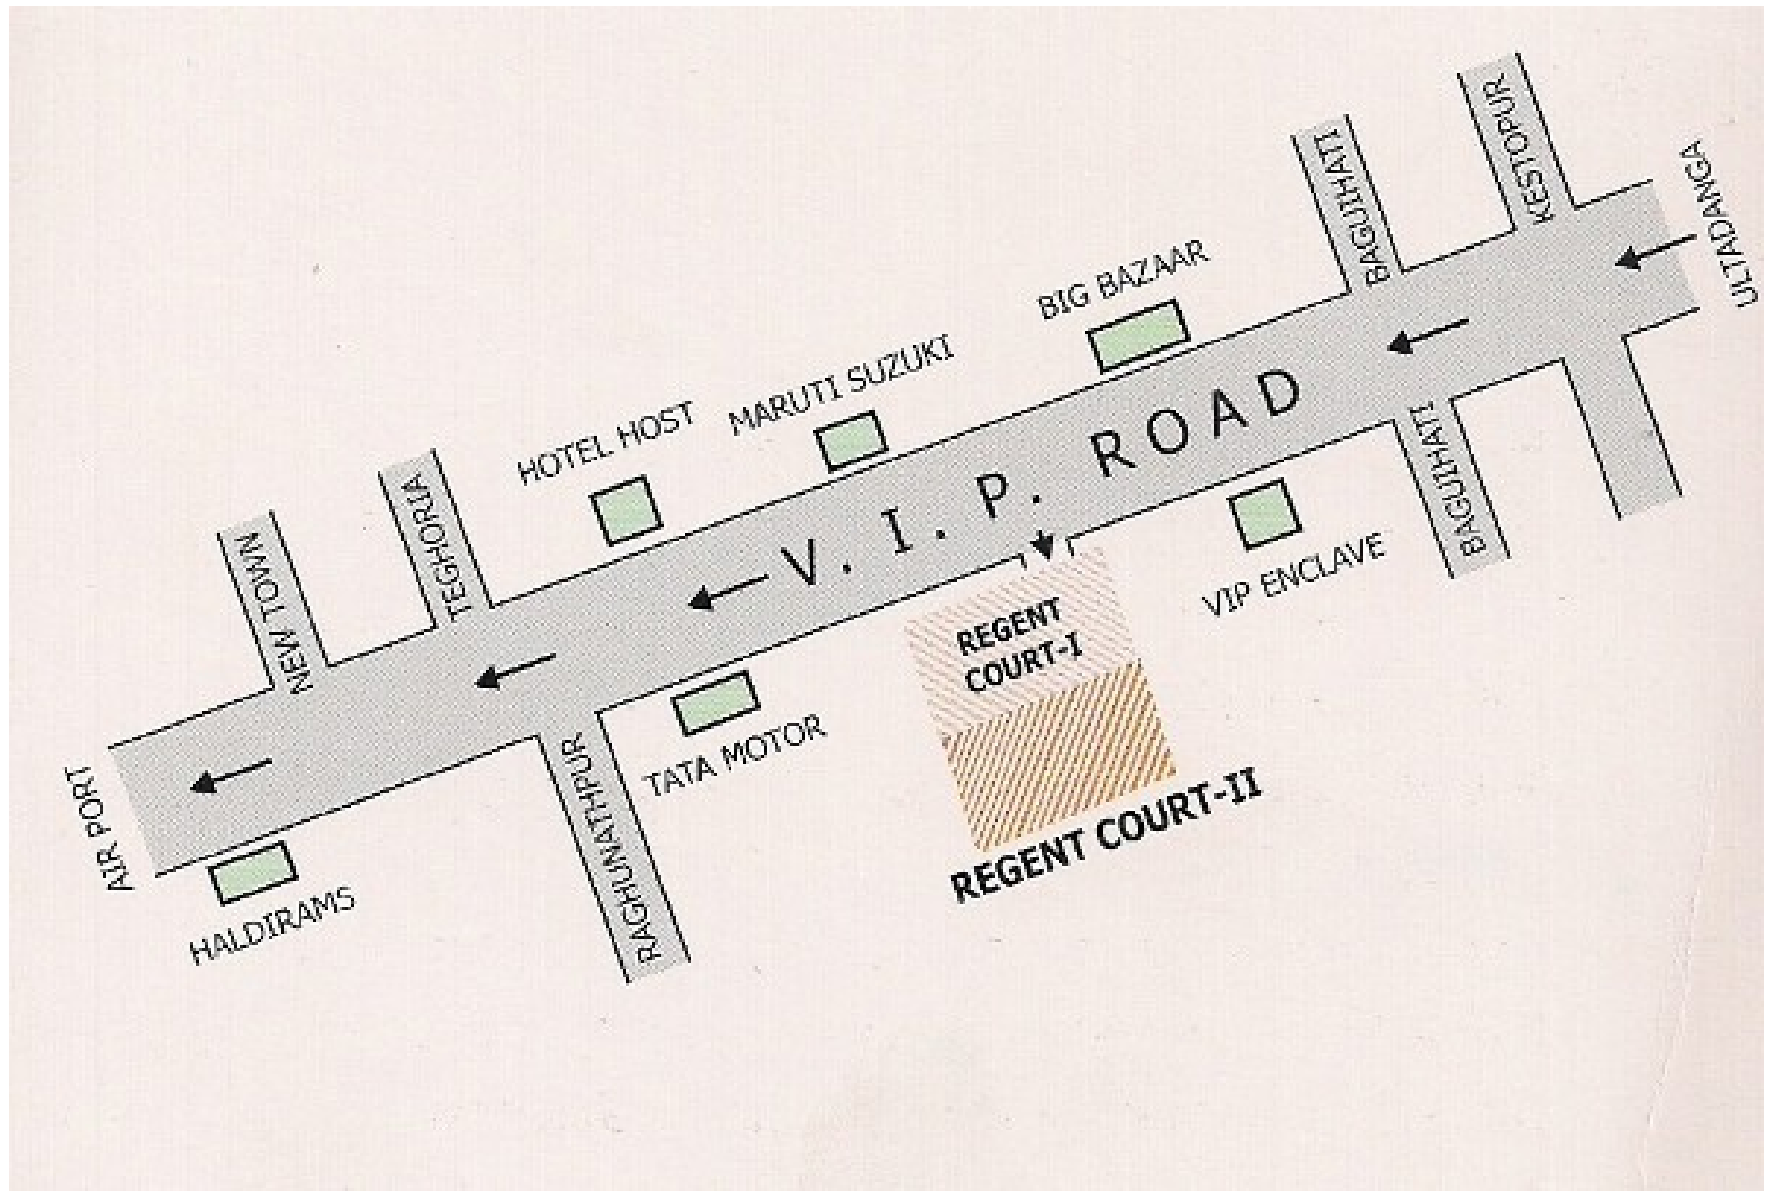 KESTOPUR
BAGUIHATI
ULTADANGA
BIG BAZAAR
MARUTI SUZUKI
HOTEL HOST
TEGHORIA
NEW TOWN
V. I. P. ROAD
BAGUIHATI
VIP ENCLAVE
REGENT
COURT-I
REGENT COURT-II
TATA MOTOR
RAGHUNATHPUR
AIR PORT
HALDIRAMS